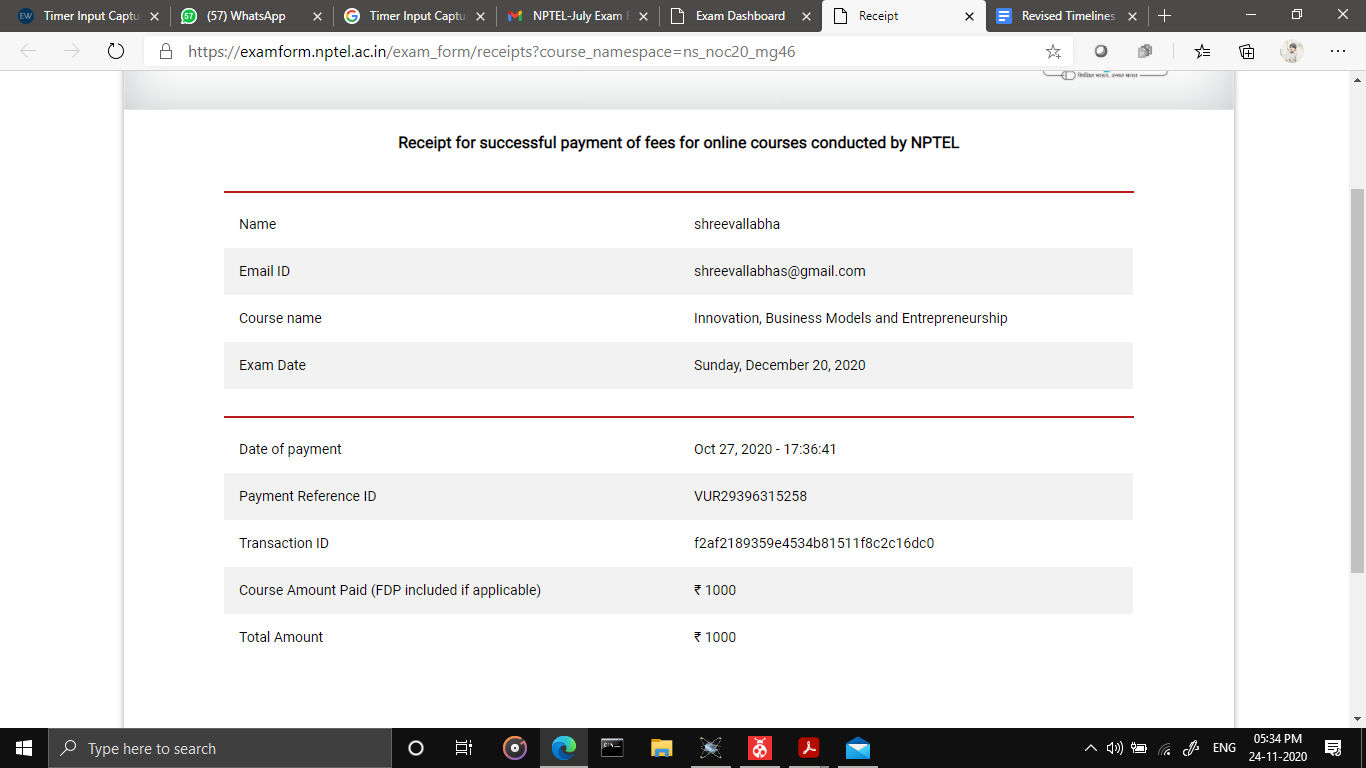 Timer Input Captu
(57) WhatsApp
Timer Input Captu
NPTEL-July Exam F
Exam Dashboard
Receipt
Revised Timelines
https://examform.nptel.ac.in/exam_form/receipts?course_namespace=ns_noc20_mg46
Receipt for successful payment of fees for online courses conducted by NPTEL
Name shreevallabha
Email ID shreevallabhas@gmail.com
Course name Innovation, Business Models and Entrepreneurship
Exam Date Sunday, December 20, 2020
Date of payment Oct 27, 2020 - 17:36:41
Payment Reference ID VUR29396315258
Transaction ID f2af2189359e4534b81511f8c2c16dc0
Course Amount Paid (FDP included if applicable) ₹ 1000
Total Amount ₹ 1000
Type here to search
ENG
05:34 PM
24-11-2020